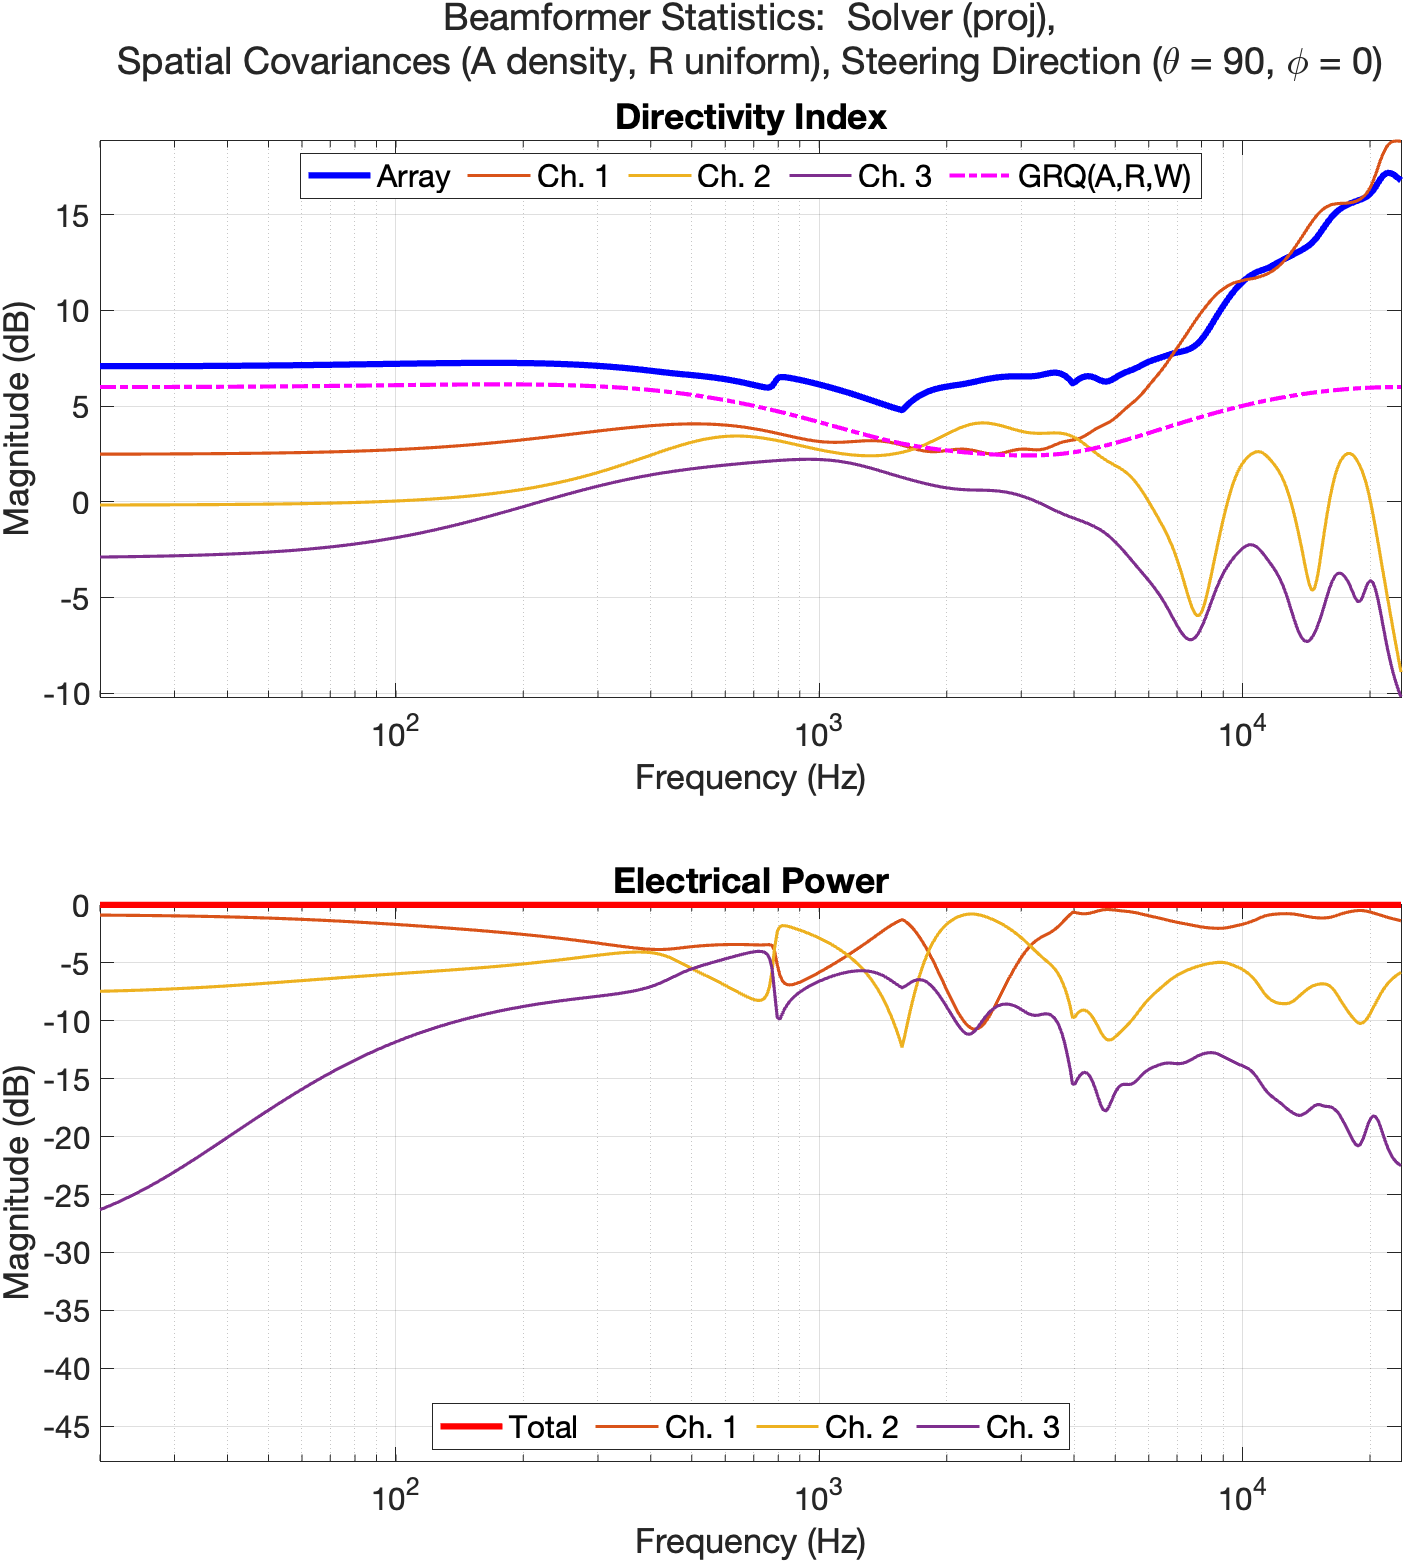 Beamformer Statistics:  Solver (proj),
Spatial Covariances (A density, R uniform), Steering Direction (θ = 90, ϕ = 0)
Directivity Index
Array Ch. 1 Ch. 2 Ch. 3 GRQ(A,R,W)
15
10
5
0
-5
-10
Magnitude (dB)
10² 10³ 10⁴
Frequency (Hz)
Electrical Power
0
-5
-10
-15
-20
-25
-30
-35
-40
-45
Magnitude (dB)
Total Ch. 1 Ch. 2 Ch. 3
10² 10³ 10⁴
Frequency (Hz)